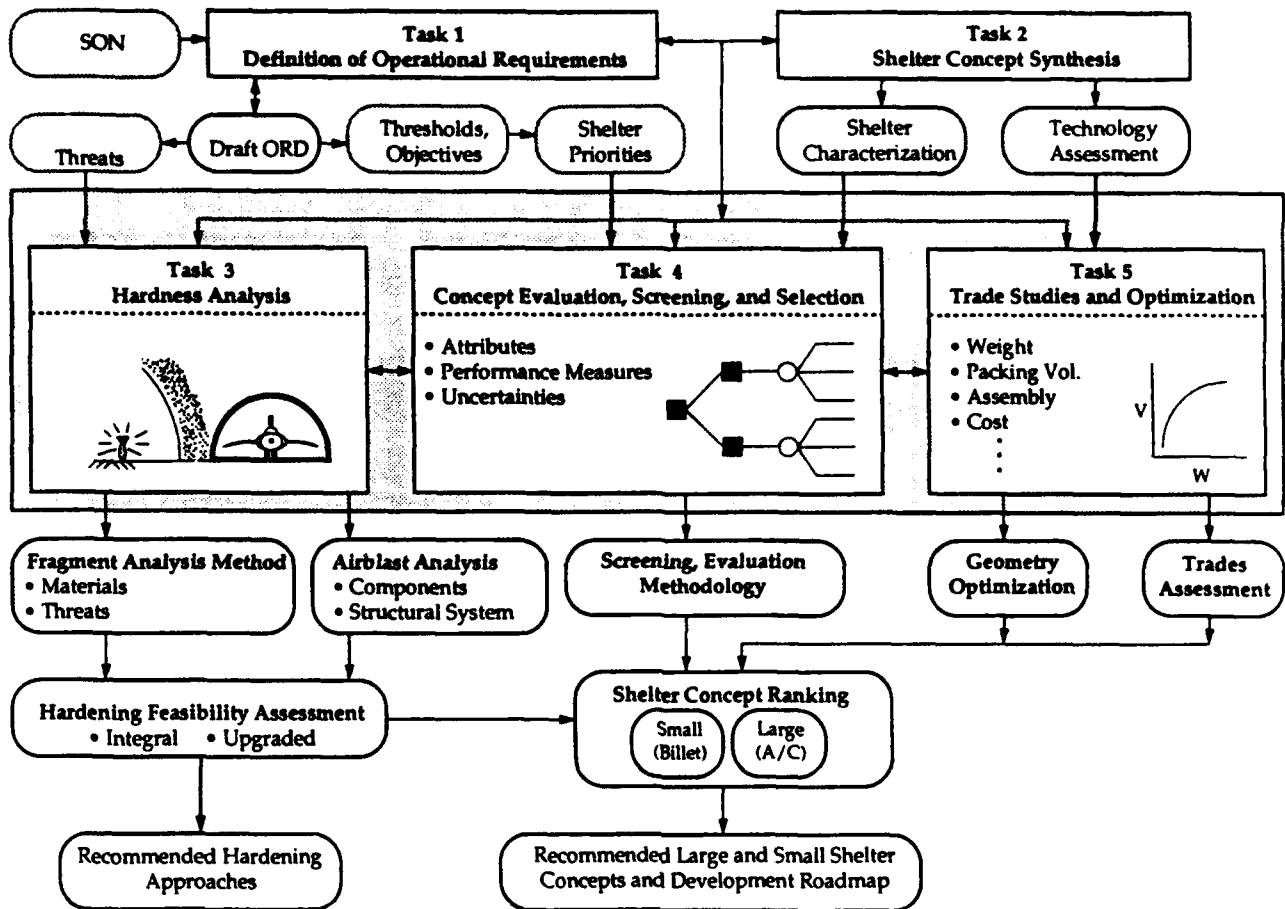 SON
Task 1
Definition of Operational Requirements
Task 2
Shelter Concept Synthesis
Threats
Draft ORD
Thresholds,
Objectives
Shelter
Priorities
Shelter
Characterization
Technology
Assessment
Task 3
Hardness Analysis
Task 4
Concept Evaluation, Screening, and Selection
• Attributes
• Performance Measures
• Uncertainties
Task 5
Trade Studies and Optimization
• Weight
• Packing Vol.
• Assembly
• Cost
V
W
Fragment Analysis Method
• Materials
• Threats
Airblast Analysis
• Components
• Structural System
Screening, Evaluation
Methodology
Geometry
Optimization
Trades
Assessment
Hardening Feasibility Assessment
• Integral • Upgraded
Shelter Concept Ranking
Small
(Billet)
Large
(A/C)
Recommended Hardening
Approaches
Recommended Large and Small Shelter
Concepts and Development Roadmap